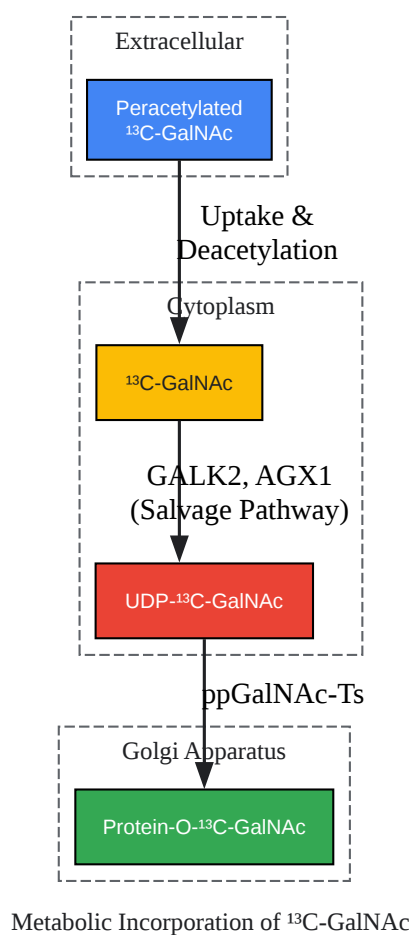 Extracellular
Peracetylated
¹³C-GalNAc
Uptake &
Deacetylation
Cytoplasm
¹³C-GalNAc
GALK2, AGX1
(Salvage Pathway)
UDP-¹³C-GalNAc
ppGalNAc-Ts
Golgi Apparatus
Protein-O-¹³C-GalNAc
Metabolic Incorporation of ¹³C-GalNAc